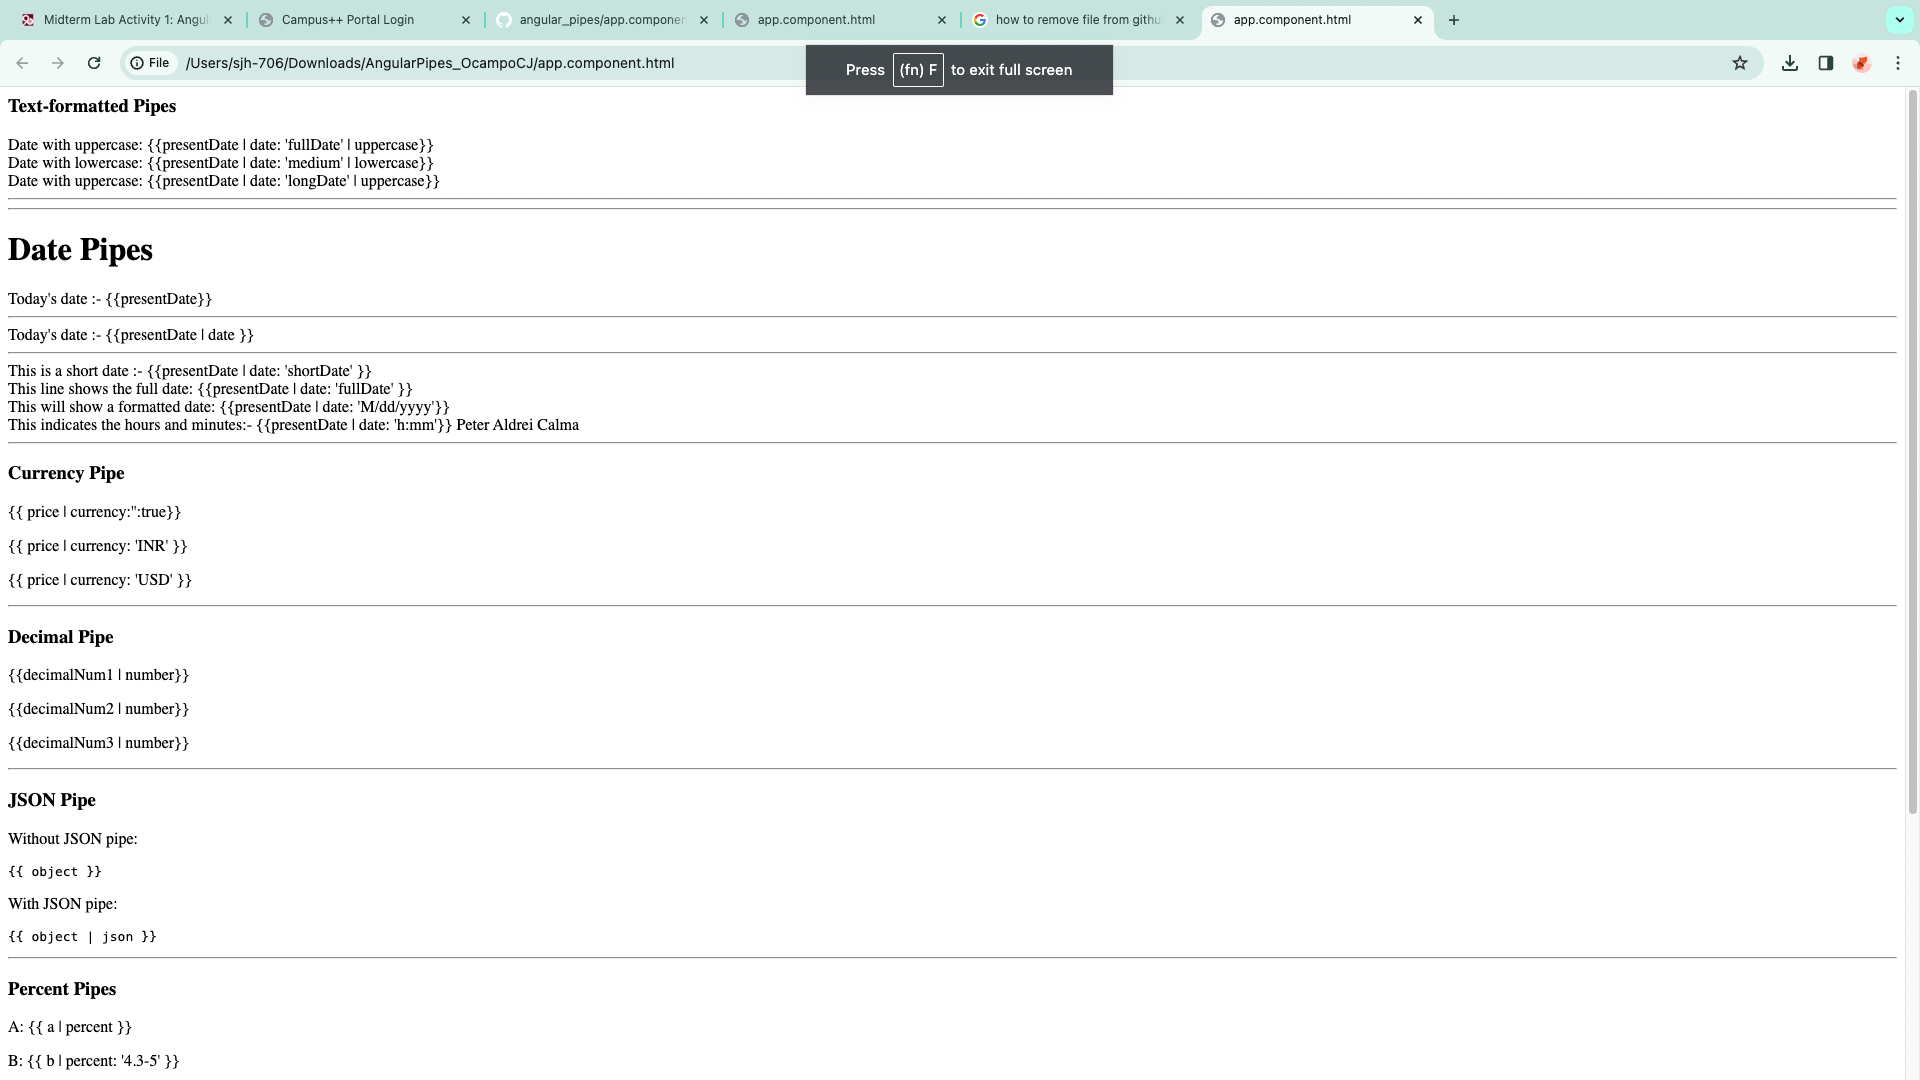 Midterm Lab Activity 1: Angul
Campus++ Portal Login
angular_pipes/app.componen
app.component.html
how to remove file from githu
app.component.html
File
/Users/sjh-706/Downloads/AngularPipes_OcampoCJ/app.component.html
Press (fn) F to exit full screen
Text-formatted Pipes
Date with uppercase: {{presentDate | date: 'fullDate' | uppercase}}
Date with lowercase: {{presentDate | date: 'medium' | lowercase}}
Date with uppercase: {{presentDate | date: 'longDate' | uppercase}}
Date Pipes
Today's date :- {{presentDate}}
Today's date :- {{presentDate | date }}
This is a short date :- {{presentDate | date: 'shortDate' }}
This line shows the full date: {{presentDate | date: 'fullDate' }}
This will show a formatted date: {{presentDate | date: 'M/dd/yyyy'}}
This indicates the hours and minutes:- {{presentDate | date: 'h:mm'}} Peter Aldrei Calma
Currency Pipe
{{ price | currency:'':true}}
{{ price | currency: 'INR' }}
{{ price | currency: 'USD' }}
Decimal Pipe
{{decimalNum1 | number}}
{{decimalNum2 | number}}
{{decimalNum3 | number}}
JSON Pipe
Without JSON pipe:
{{ object }}
With JSON pipe:
{{ object | json }}
Percent Pipes
A: {{ a | percent }}
B: {{ b | percent: '4.3-5' }}